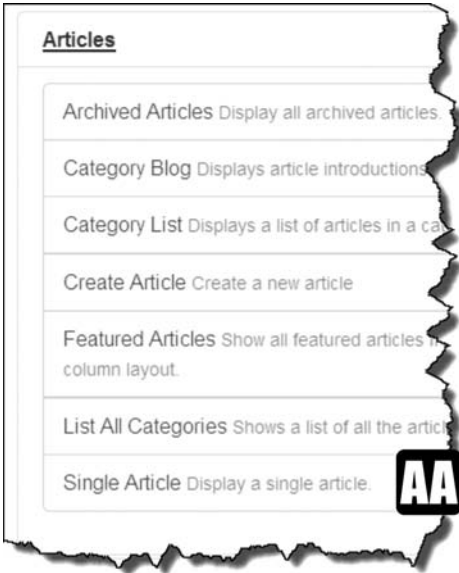 Articles
Archived Articles Display all archived articles.
Category Blog Displays article introductions
Category List Displays a list of articles in a
Create Article Create a new article
Featured Articles Show all featured articles
column layout.
List All Categories Shows a list of all the
Single Article Display a single article.
AA